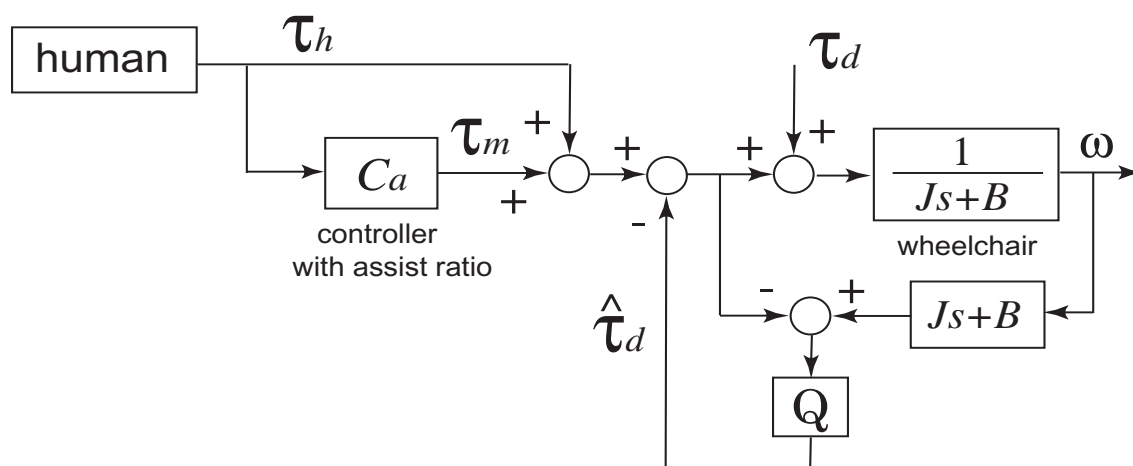 human
τh
τd
+
+
τm
Ca
+
+
-
+
1
Js+B
ω
controller
with assist ratio
wheelchair
τ̂d
-
+
Js+B
Q